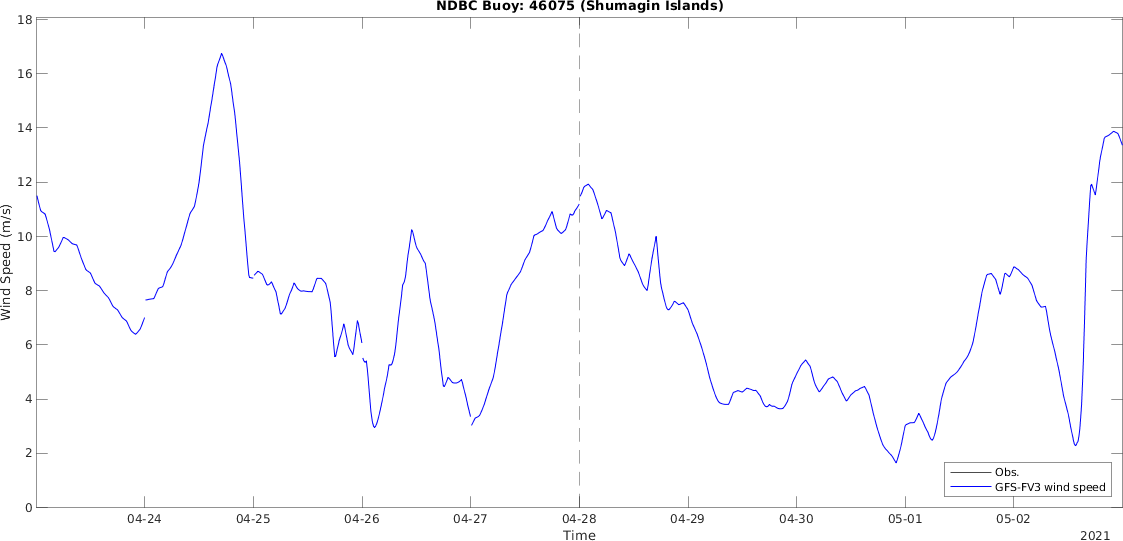 NDBC Buoy: 46075 (Shumagin Islands)
18
16
14
12
10
8
6
4
2
0
Wind Speed (m/s)
Obs.
GFS-FV3 wind speed
04-24 04-25 04-26 04-27 04-28 04-29 04-30 05-01 05-02
Time
2021